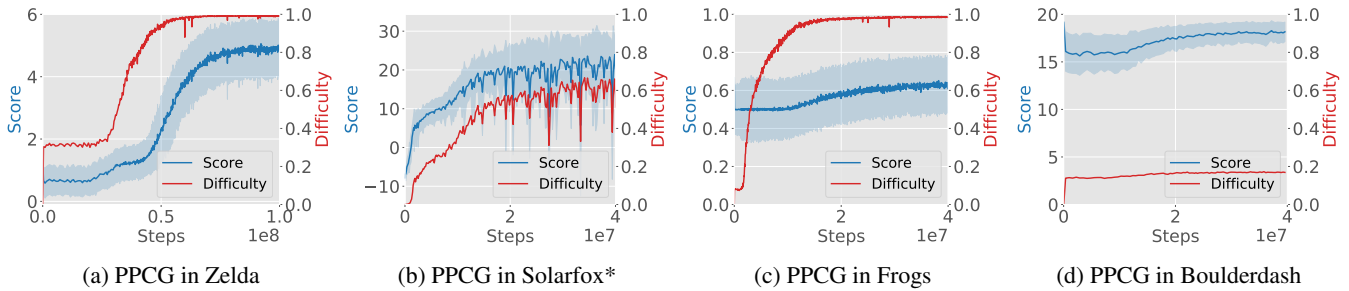 6
4
2
0
Score
0.0
0.5
1.0
Steps
1e8
1.0
0.8
0.6
0.4
0.2
0.0
Difficulty
Score
Difficulty
(a) PPCG in Zelda
30
20
10
0
−10
Score
0
2
4
Steps
1e7
1.0
0.8
0.6
0.4
0.2
0.0
Difficulty
Score
Difficulty
(b) PPCG in Solarfox*
1.0
0.8
0.6
0.4
0.2
0.0
Score
0
2
4
Steps
1e7
1.0
0.8
0.6
0.4
0.2
0.0
Difficulty
Score
Difficulty
(c) PPCG in Frogs
20
15
10
5
0
Score
0
2
4
Steps
1e7
1.0
0.8
0.6
0.4
0.2
0.0
Difficulty
Score
Difficulty
(d) PPCG in Boulderdash